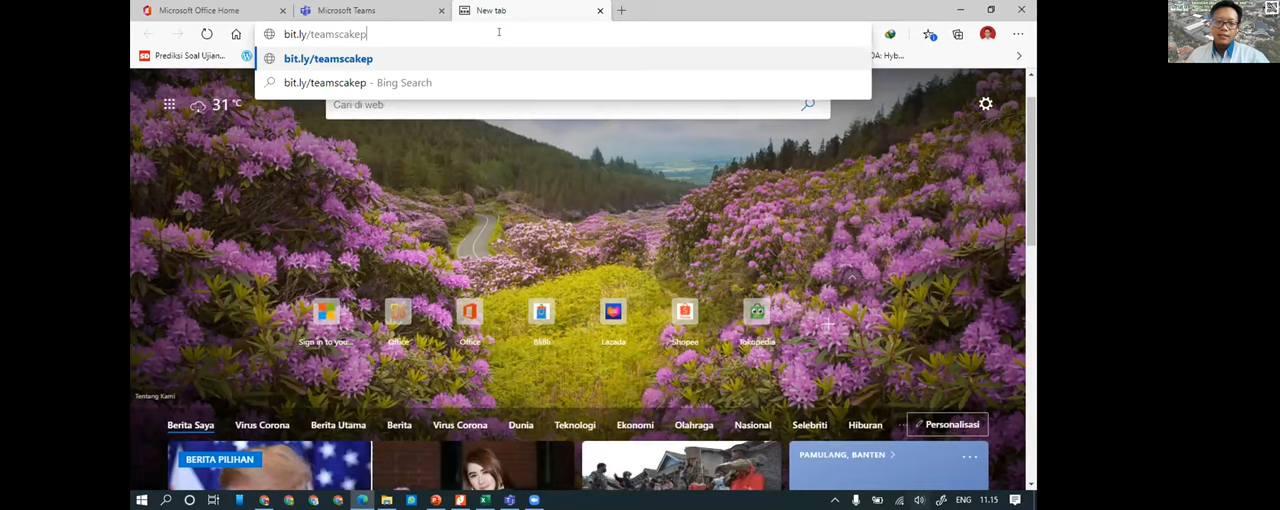 Microsoft Office Home
Microsoft Teams
New tab
bit.ly/teamscakep
Prediksi Soal Ujian...
DA: Hyb...
bit.ly/teamscakep
bit.ly/teamscakep - Bing Search
31 °C
Cari di web
Sign in to you...
Office
Office
BliBli
Lazada
Shopee
Tokopedia
Tentang Kami
Berita Saya
Virus Corona
Berita Utama
Berita
Virus Corona
Dunia
Teknologi
Ekonomi
Olahraga
Nasional
Selebriti
Hiburan
...
Personalisasi
BERITA PILIHAN
PAMULANG, BANTEN
ENG
11.15